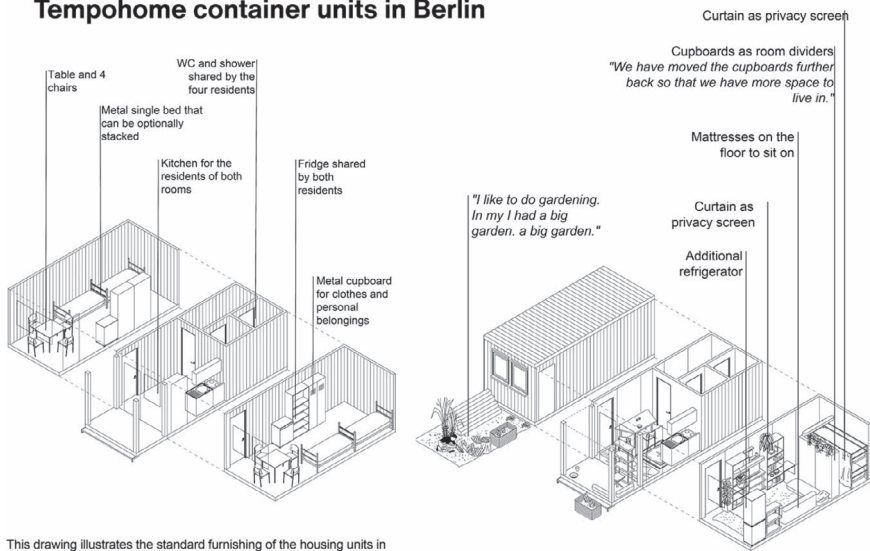 Tempohome container units in Berlin
Table and 4
chairs
Metal single bed that
can be optionally
stacked
WC and shower
shared by the
four residents
Kitchen for the
residents of both
rooms
Fridge shared
by both
residents
Metal cupboard
for clothes and
personal
belongings
This drawing illustrates the standard furnishing of the housing units in
Curtain as privacy screen
Cupboards as room dividers
"We have moved the cupboards further
back so that we have more space to
live in."
Mattresses on the
floor to sit on
"I like to do gardening.
In my I had a big
garden. a big garden."
Curtain as
privacy screen
Additional
refrigerator